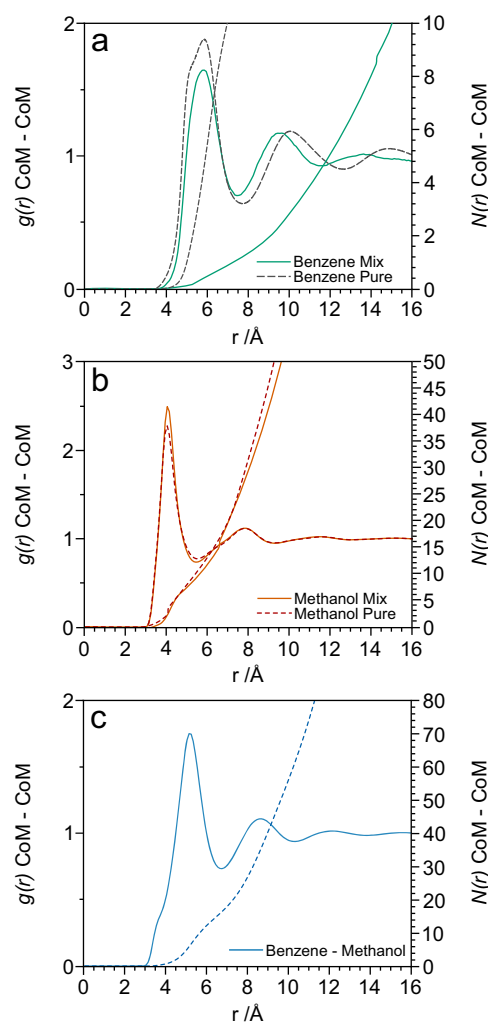 a
2
1
0
g(r) CoM - CoM
10
8
6
4
2
0
N(r) CoM - CoM
Benzene Mix
Benzene Pure
0 2 4 6 8 10 12 14 16
r /Å
b
3
2
1
0
g(r) CoM - CoM
50
45
40
35
30
25
20
15
10
5
0
N(r) CoM - CoM
Methanol Mix
Methanol Pure
0 2 4 6 8 10 12 14 16
r /Å
c
2
1
0
g(r) CoM - CoM
80
70
60
50
40
30
20
10
0
N(r) CoM - CoM
Benzene - Methanol
0 2 4 6 8 10 12 14 16
r /Å